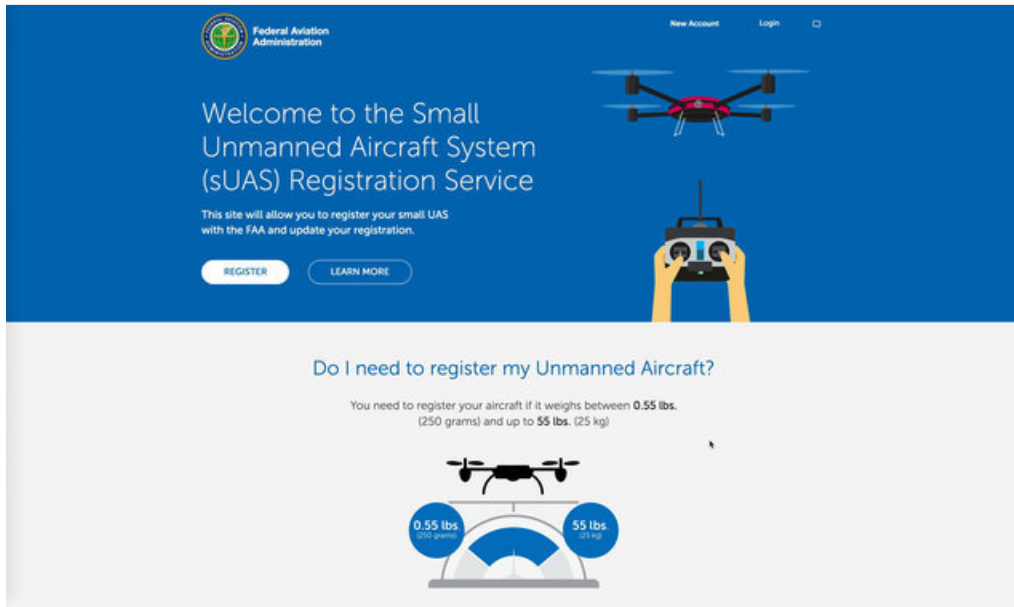 Federal Aviation
Administration
New Account
Login
Welcome to the Small
Unmanned Aircraft System
(sUAS) Registration Service
This site will allow you to register your small UAS
with the FAA and update your registration.
REGISTER
LEARN MORE
Do I need to register my Unmanned Aircraft?
You need to register your aircraft if it weighs between 0.55 lbs.
(250 grams) and up to 55 lbs. (25 kg)
0.55 lbs.
(250 grams)
55 lbs.
(25 kg)